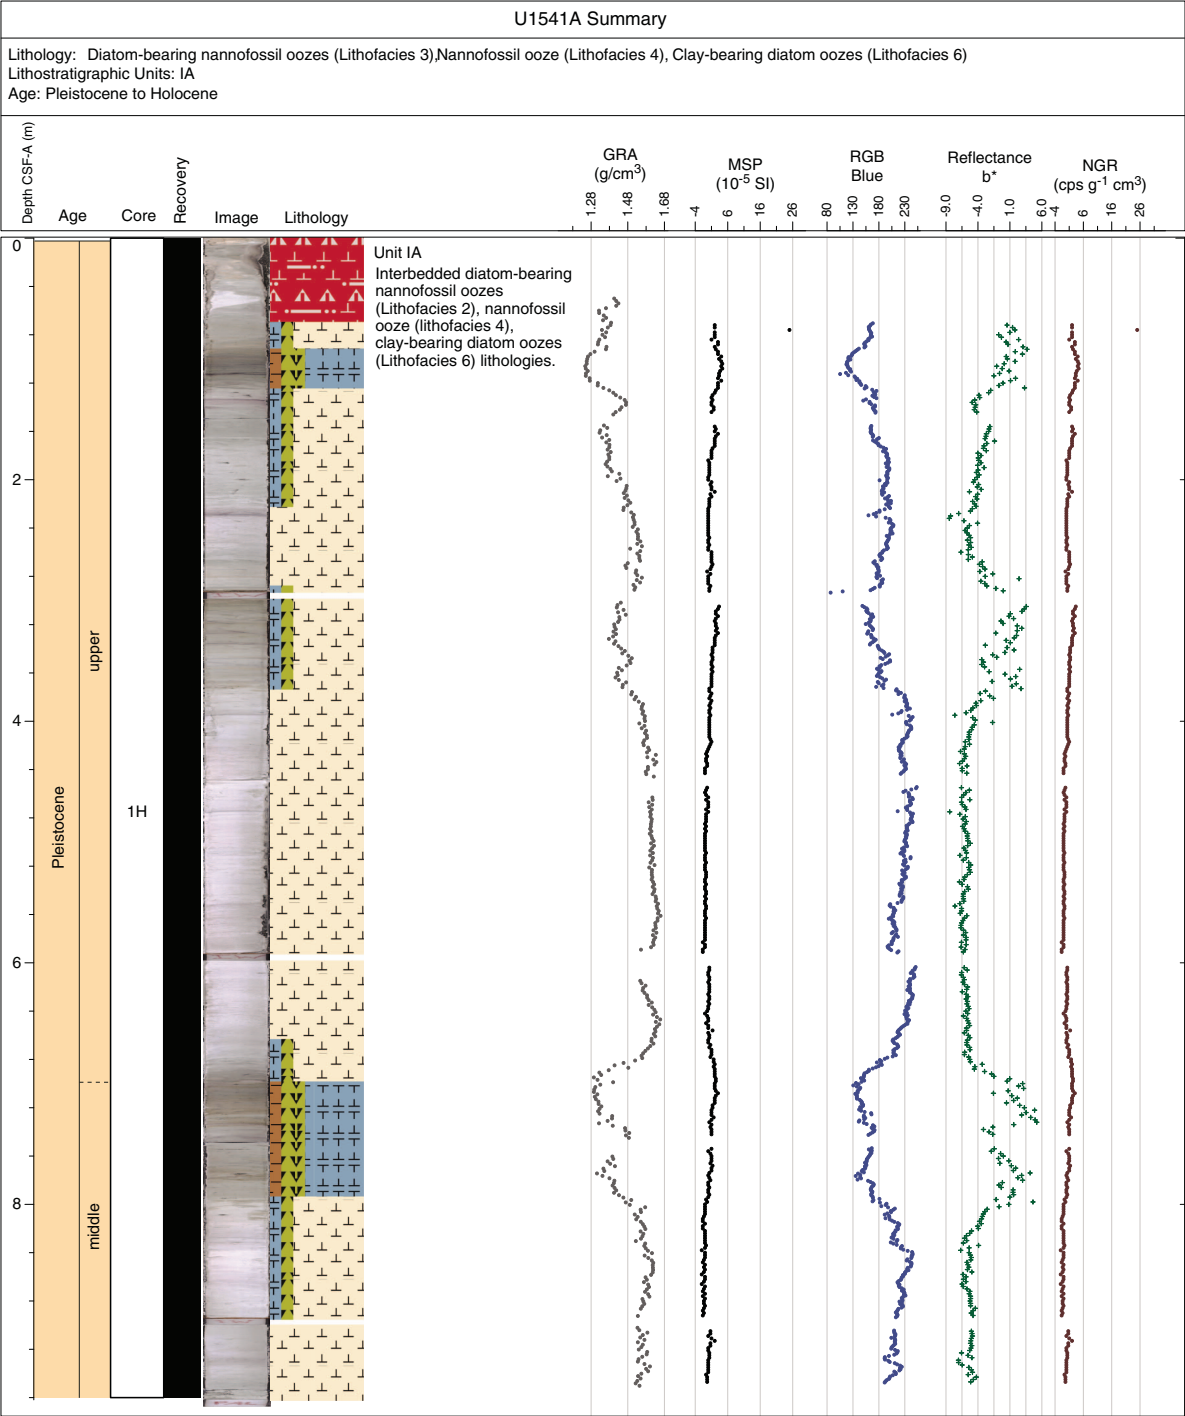 U1541A Summary
Lithology: Diatom-bearing nannofossil oozes (Lithofacies 3),Nannofossil ooze (Lithofacies 4), Clay-bearing diatom oozes (Lithofacies 6)
Lithostratigraphic Units: IA
Age: Pleistocene to Holocene
Depth CSF-A (m)
Age
Core
Recovery
Image
Lithology
GRA
(g/cm³)
1.28 1.48 1.68
MSP
(10⁻⁵ SI)
-4 6 16 26
RGB
Blue
80 130 180 230
Reflectance
b*
-9.0 -4.0 1.0 6.0
NGR
(cps g⁻¹ cm³)
-4 6 16 26
0
2
4
6
8
Pleistocene
upper
middle
1H
Unit IA
Interbedded diatom-bearing
nannofossil oozes
(Lithofacies 2), nannofossil
ooze (lithofacies 4),
clay-bearing diatom oozes
(Lithofacies 6) lithologies.